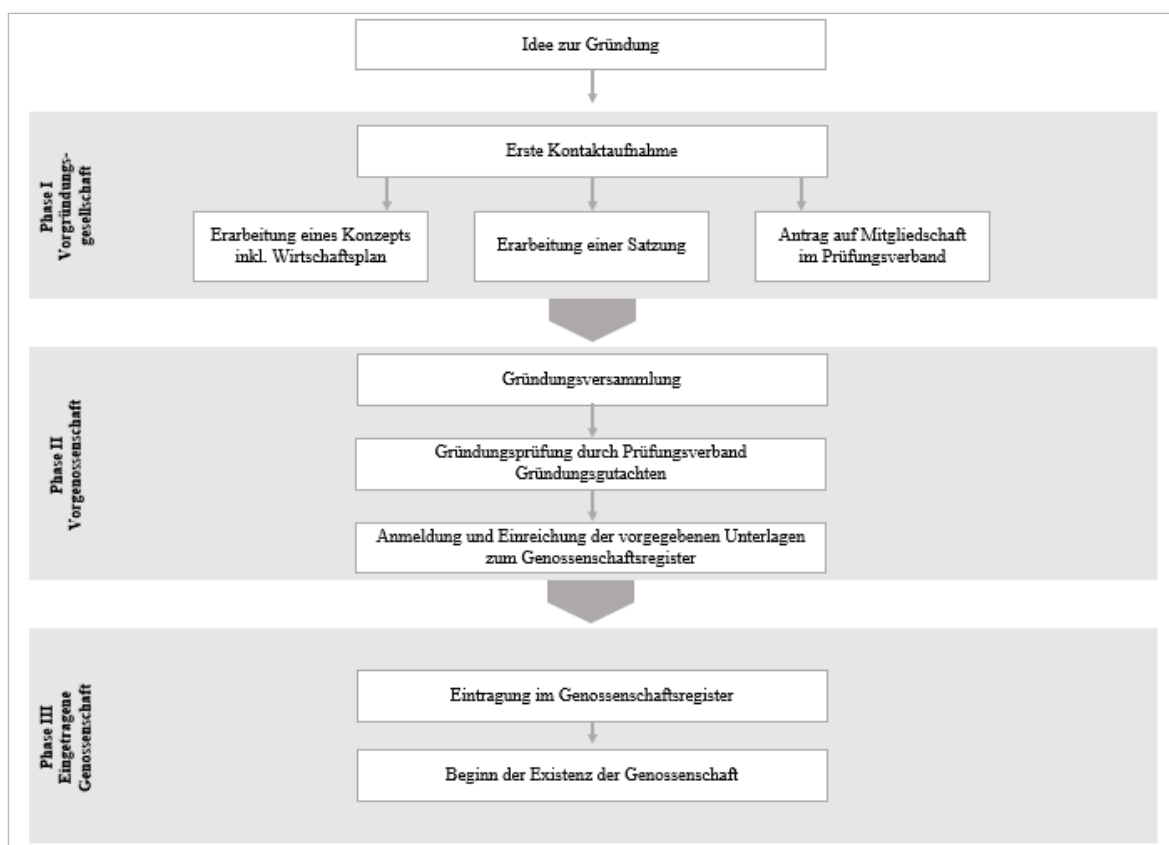 Idee zur Gründung
Phase I
Vorgründungs-
gesellschaft
Erste Kontaktaufnahme
Erarbeitung eines Konzepts
inkl. Wirtschaftsplan
Erarbeitung einer Satzung
Antrag auf Mitgliedschaft
im Prüfungsverband
Phase II
Vorgenossenschaft
Gründungsversammlung
Gründungsprüfung durch Prüfungsverband
Gründungsgutachten
Anmeldung und Einreichung der vorgegebenen Unterlagen
zum Genossenschaftsregister
Phase III
Eingetragene
Genossenschaft
Eintragung im Genossenschaftsregister
Beginn der Existenz der Genossenschaft